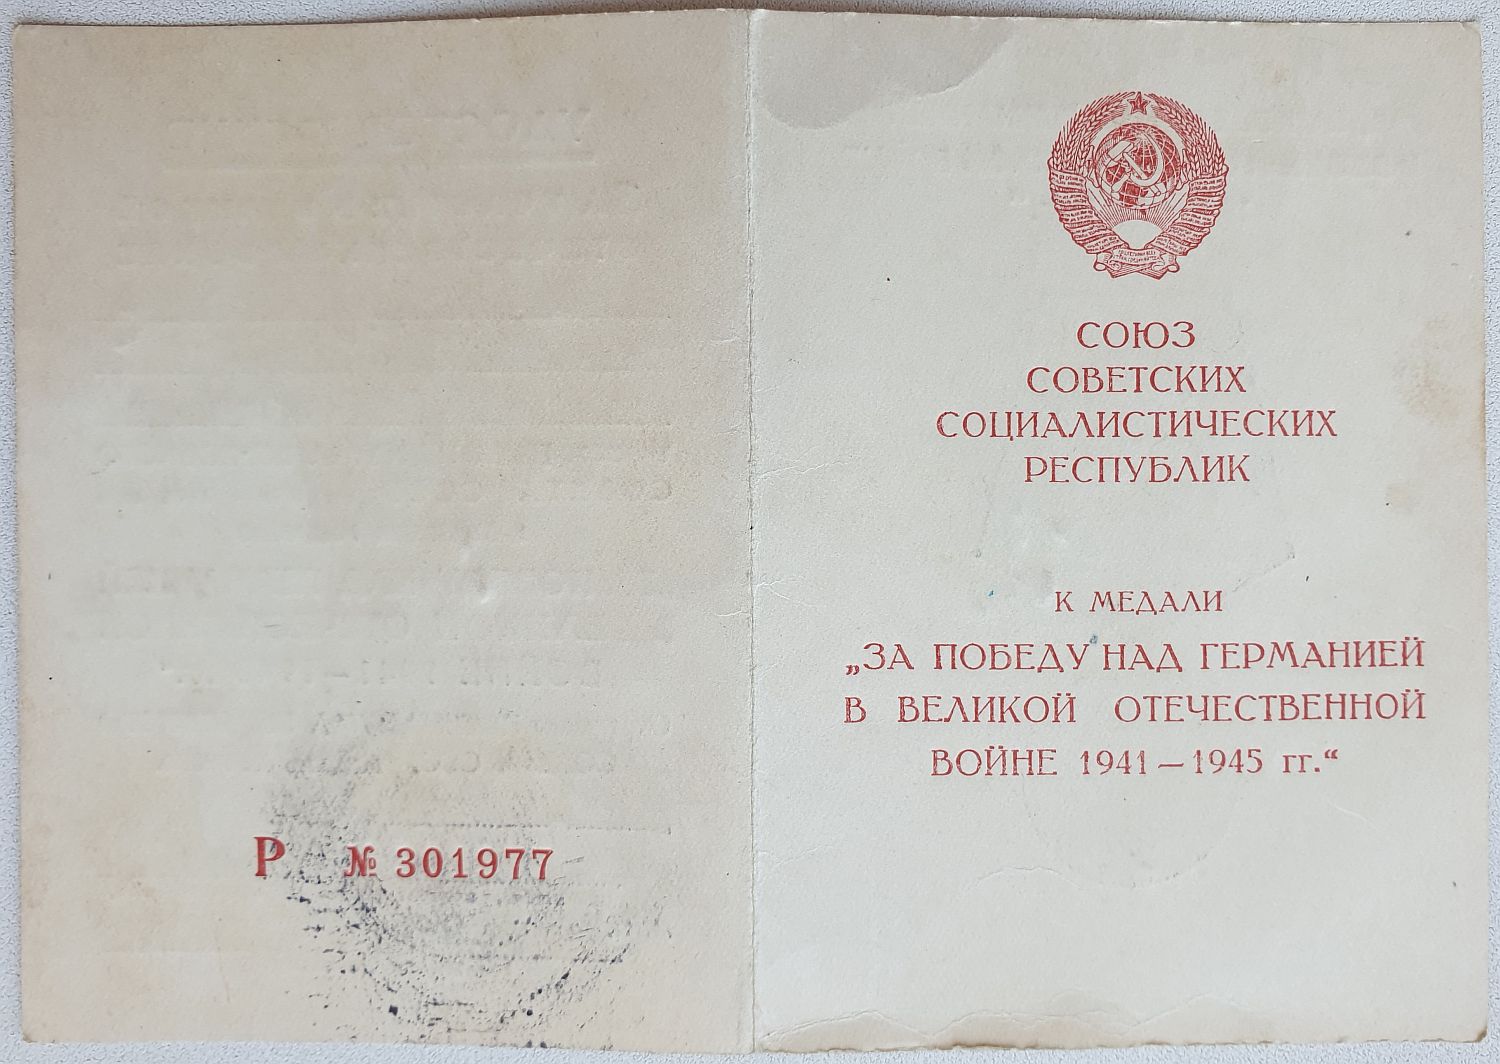 СОЮЗ
СОВЕТСКИХ
СОЦИАЛИСТИЧЕСКИХ
РЕСПУБЛИК
К МЕДАЛИ
„ЗА ПОБЕДУ НАД ГЕРМАНИЕЙ
В ВЕЛИКОЙ ОТЕЧЕСТВЕННОЙ
ВОЙНЕ 1941 — 1945 гг.“
Р № 301977